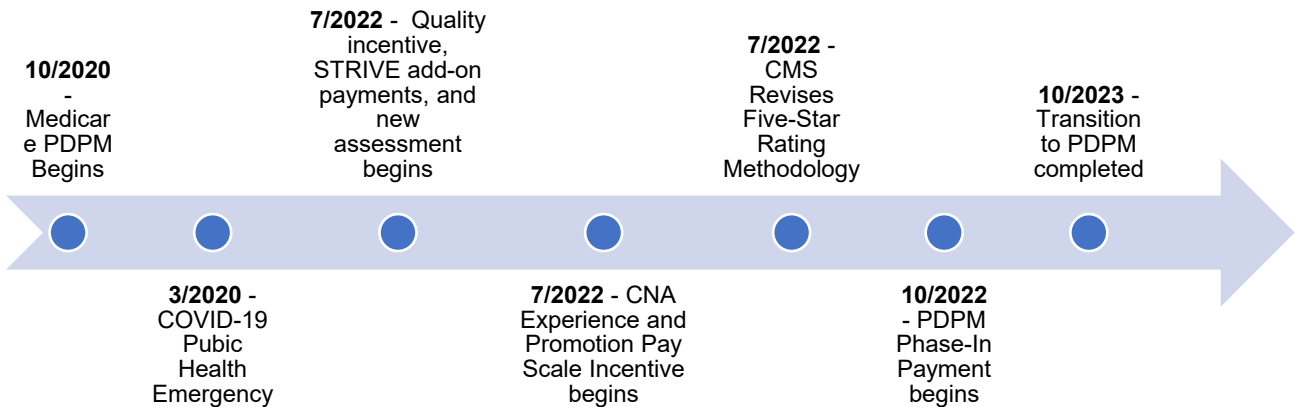 10/2020
-
Medicar
e PDPM
Begins
3/2020 -
COVID-19
Pubic
Health
Emergency
7/2022 - Quality
incentive,
STRIVE add-on
payments, and
new
assessment
begins
7/2022 - CNA
Experience and
Promotion Pay
Scale Incentive
begins
7/2022 -
CMS
Revises
Five-Star
Rating
Methodology
10/2022
- PDPM
Phase-In
Payment
begins
10/2023 -
Transition
to PDPM
completed